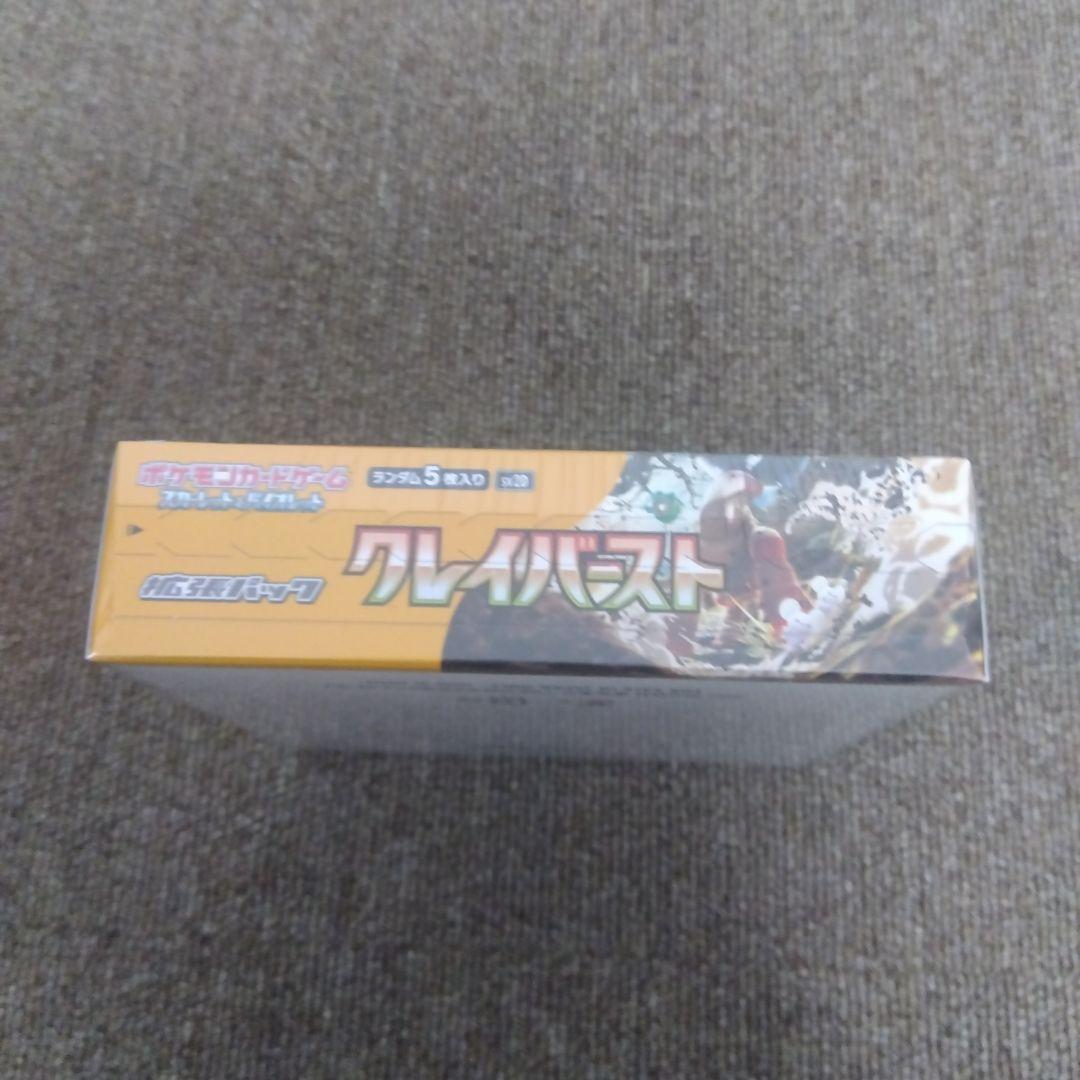 ポケモンカードゲーム
スカーレット&バイオレット
ランダム5枚入り
拡張パック
クレイバースト